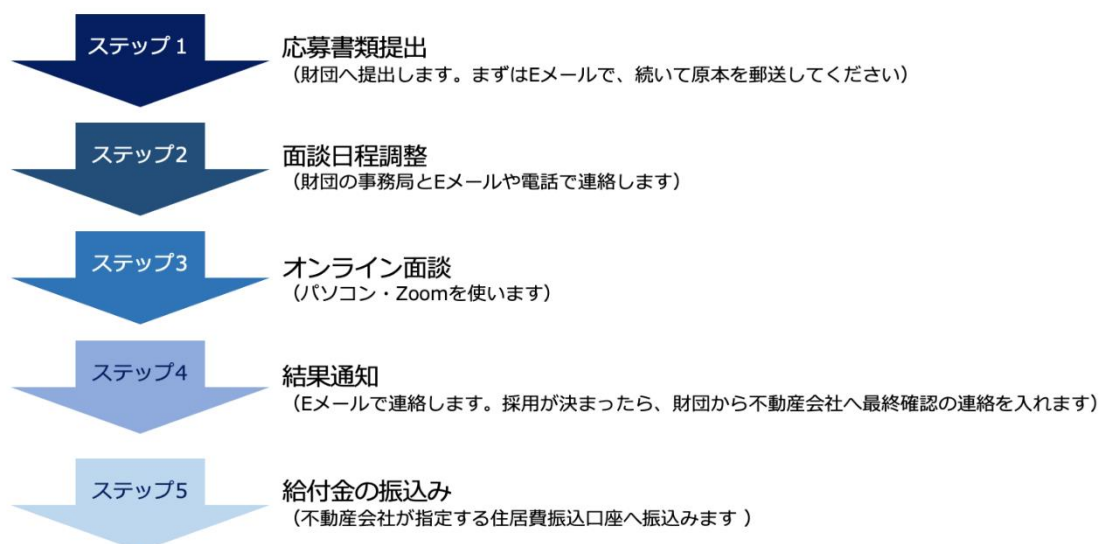 ステップ1
応募書類提出
（財団へ提出します。まずはEメールで、続いて原本を郵送してください）
ステップ2
面談日程調整
（財団の事務局とEメールや電話で連絡します）
ステップ3
オンライン面談
（パソコン・Zoomを使います）
ステップ4
結果通知
（Eメールで連絡します。採用が決まったら、財団から不動産会社へ最終確認の連絡を入れます）
ステップ5
給付金の振込み
（不動産会社が指定する住居費振込口座へ振込みます ）